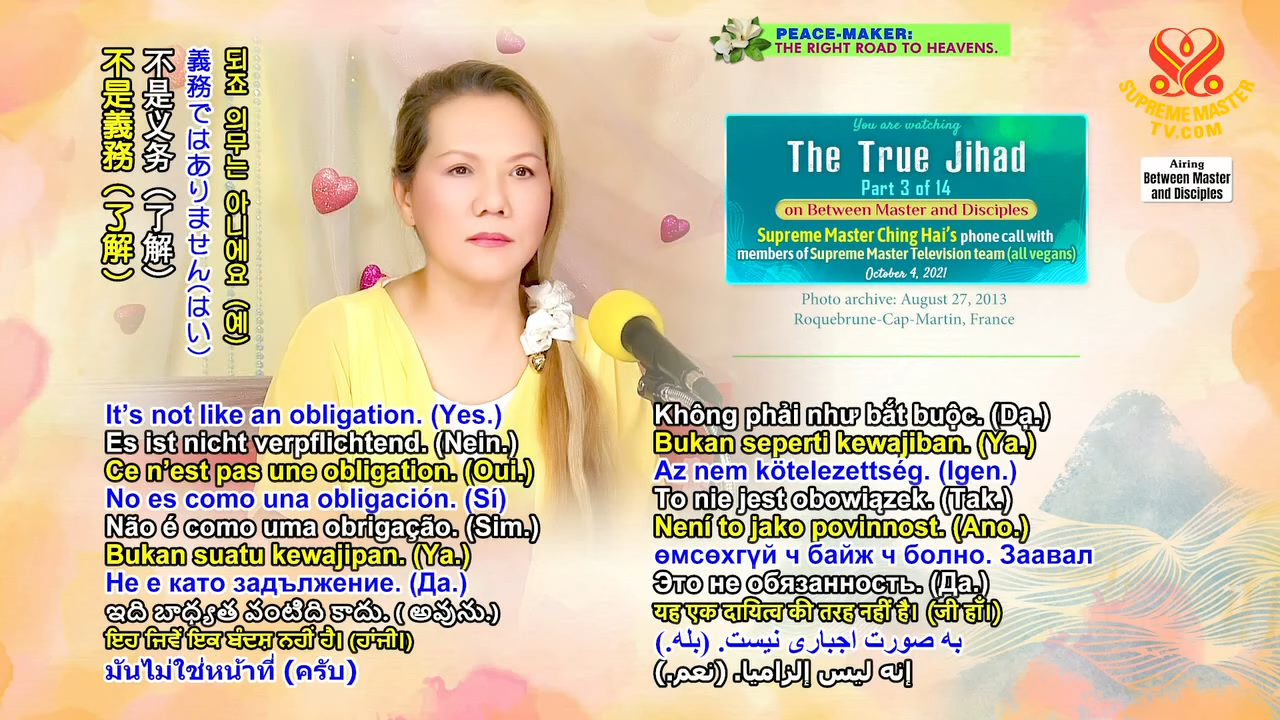 PEACE-MAKER:
THE RIGHT ROAD TO HEAVENS.
SUPREME MASTER
TV.COM
You are watching
The True Jihad
Part 3 of 14
on Between Master and Disciples
Supreme Master Ching Hai's phone call with
members of Supreme Master Television team (all vegans)
October 4, 2021
Airing
Between Master
and Disciples
Photo archive: August 27, 2013
Roquebrune-Cap-Martin, France
되죠 의무는 아니에요 (예)
義務ではありません(はい)
不是义务（了解）
不是義務（了解）
It's not like an obligation. (Yes.)
Es ist nicht verpflichtend. (Nein.)
Ce n'est pas une obligation. (Oui.)
No es como una obligación. (Sí)
Não é como uma obrigação. (Sim.)
Bukan suatu kewajipan. (Ya.)
Не е като задължение. (Да.)
ఇది బాధ్యత వంటిది కాదు. ( అవును.)
ਇਹ ਜਿਵੇਂ ਇਕ ਬੰਦਸ਼ ਨਹੀਂ ਹੈ। (ਹਾਂਜੀ।)
มันไม่ใช่หน้าที่ (ครับ)
Không phải như bắt buộc. (Dạ.)
Bukan seperti kewajiban. (Ya.)
Az nem kötelezettség. (Igen.)
To nie jest obowiązek. (Tak.)
Není to jako povinnost. (Ano.)
өмсөхгүй ч байж ч болно. Заавал
Это не обязанность. (Да.)
यह एक दायित्व की तरह नहीं है। (जी हाँ।)
به صورت اجباری نیست. (بله.)
إنه ليس إلزاميا. (نعم.)